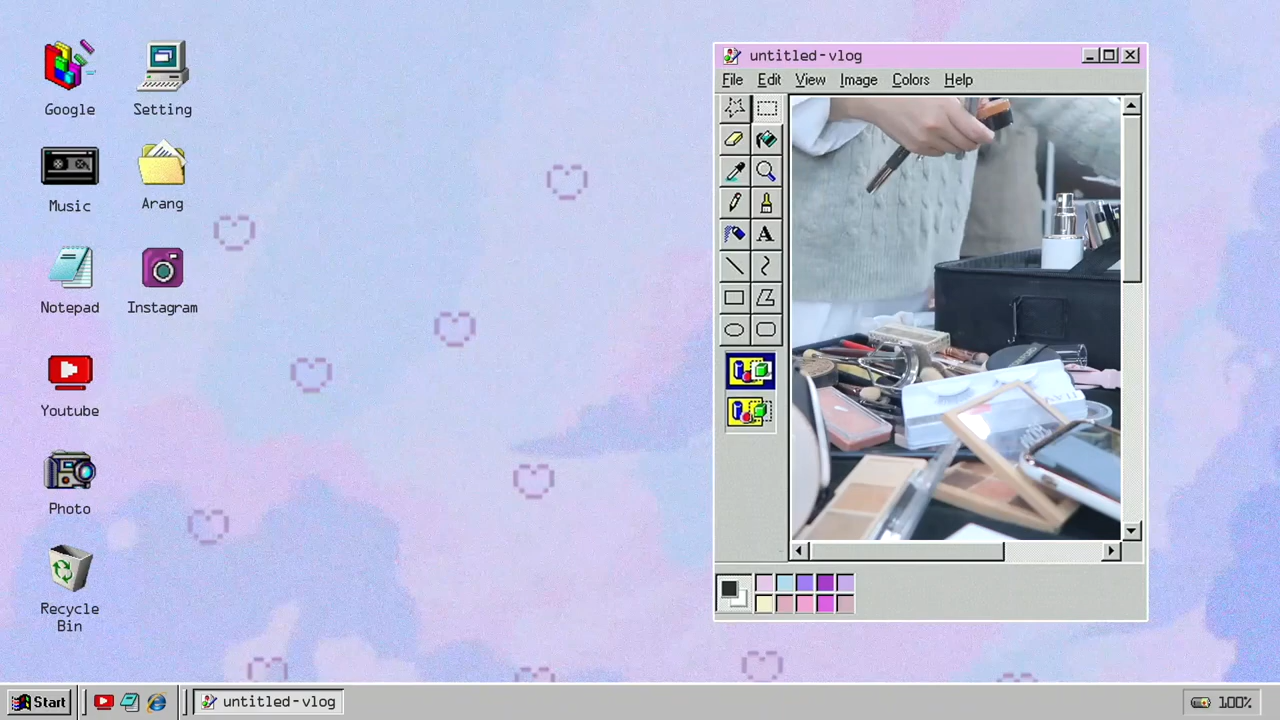 Google
Setting
Music
Arang
Notepad
Instagram
Youtube
Photo
Recycle
Bin
untitled-vlog
File Edit View Image Colors Help
A
Start
untitled-vlog
100%